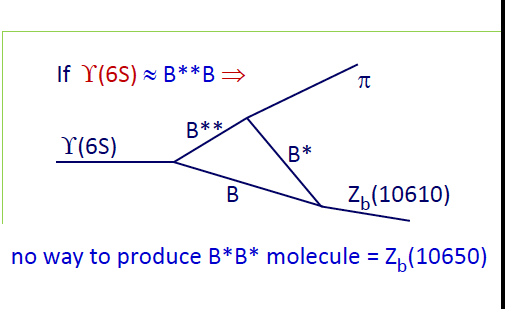 If ϒ(6S) ≈ B**B ⇒
π
B**
ϒ(6S)
B*
B
Z_b(10610)
no way to produce B*B* molecule = Z_b(10650)